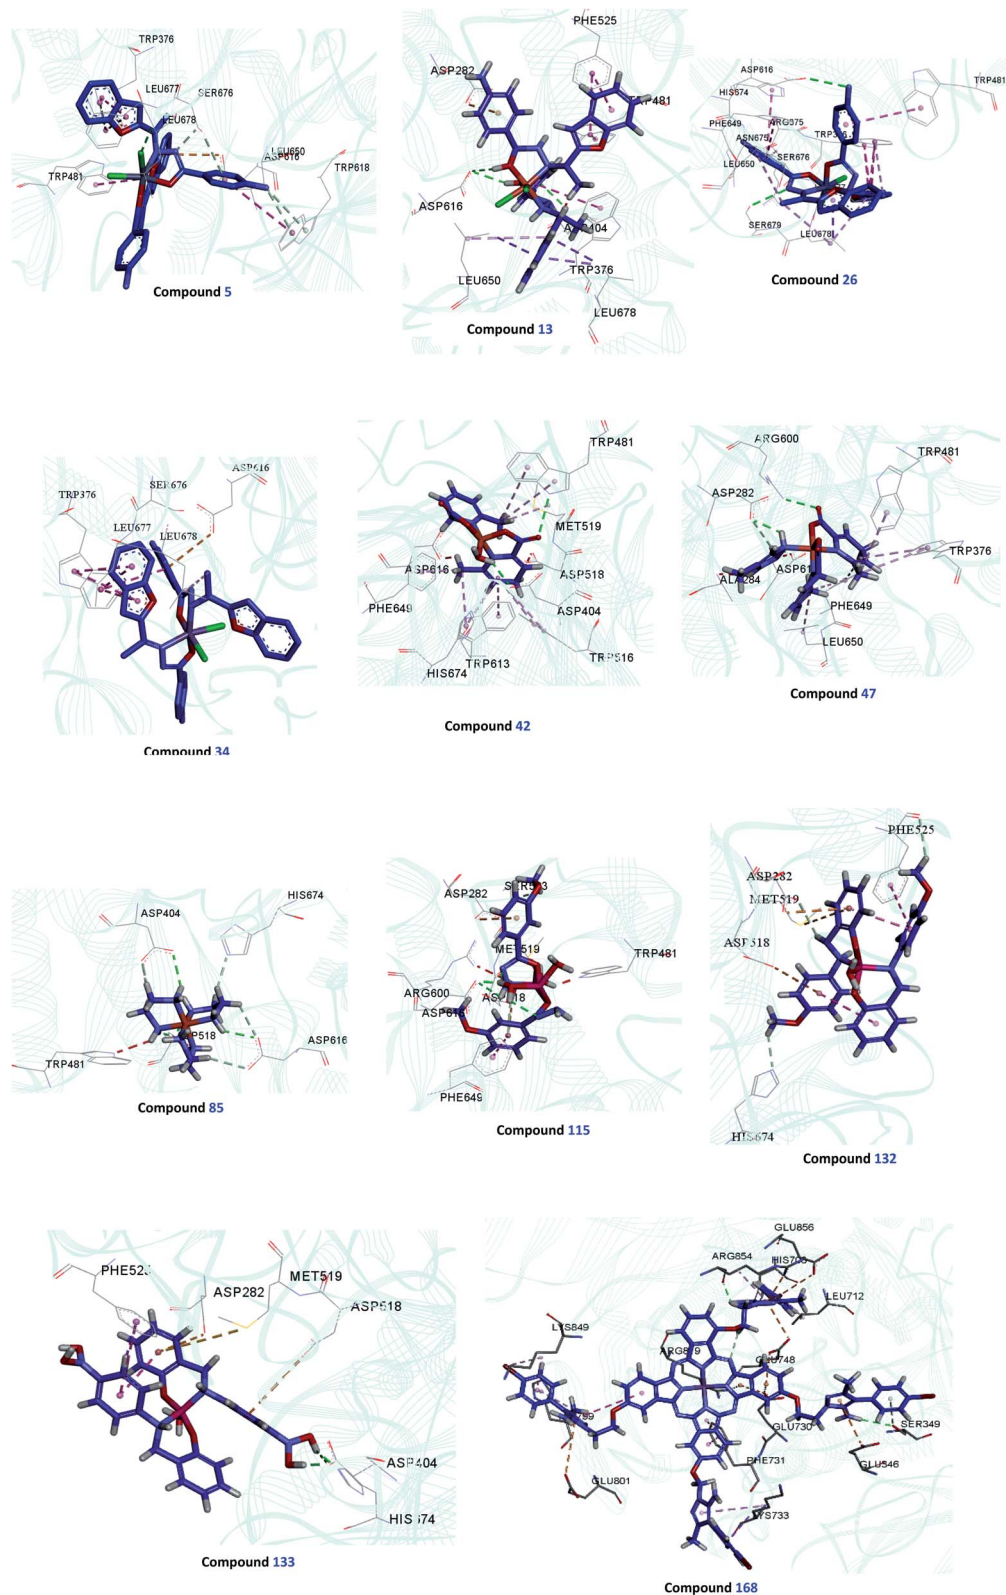 TRP376
LEU677
SER676
LEU678
LEU650
ASP616
TRP618
TRP481
Compound 5
PHE525
ASP282
TRP481
ASP616
LEU650
TRP376
LEU678
Compound 13
ASP616
HIS674
TRP481
PHE649
ARG375
ASN675
LEU650
SER676
SER679
LEU678
Compound 26
ASP616
TRP376
SER676
LEU677
LEU678
Compound 34
TRP481
MET519
ASP616
ASP518
PHE649
ASP404
HIS674
TRP613
TRP516
Compound 42
ARG600
TRP481
ASP282
ALA284
TRP376
PHE649
LEU650
Compound 47
HIS674
ASP404
TRP481
ASP616
Compound 85
ASP282
MET519
TRP481
ARG600
PHE649
Compound 115
PHE525
ASP282
MET519
ASP518
HIS674
Compound 132
ASP282
MET519
ASP404
Compound 133
GLU856
ARG854
LEU712
GLU730
SER349
PHE731
GLU801
Compound 168